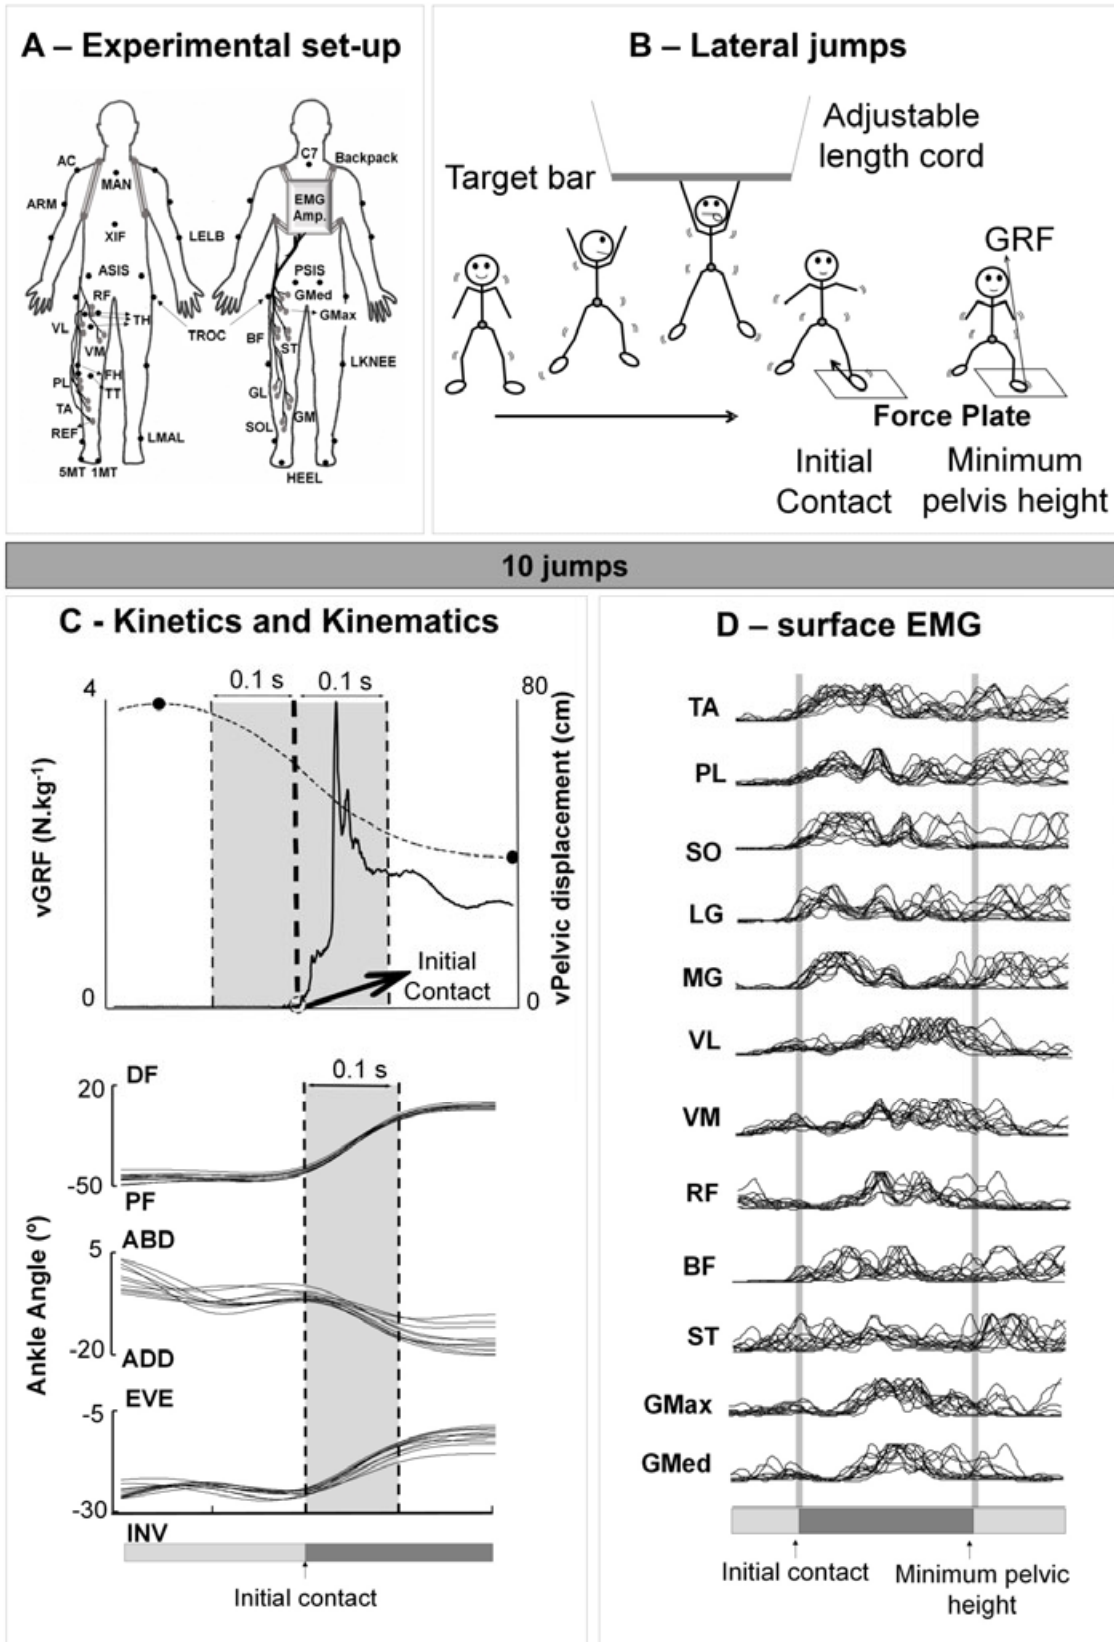 A – Experimental set-up
AC
MAN
ARM
XIF
LELB
ASIS
RF
TH
VL
VM
TROC
FH
PL
TT
TA
REF
LMAL
5MT 1MT
C7
Backpack
EMG
Amp.
PSIS
GMed
GMax
BF
ST
LKNEE
GL
GM
SOL
HEEL
B – Lateral jumps
Adjustable
length cord
Target bar
GRF
Force Plate
Initial
Contact
Minimum
pelvis height
10 jumps
C - Kinetics and Kinematics
0.1 s
0.1 s
4
80
vGRF (N.kg-1)
vPelvic displacement (cm)
Initial
Contact
0
0
DF
0.1 s
20
-50
PF
ABD
5
Ankle Angle (º)
-20
ADD
EVE
-5
-30
INV
Initial contact
D – surface EMG
TA
PL
SO
LG
MG
VL
VM
RF
BF
ST
GMax
GMed
Initial contact
Minimum pelvic
height